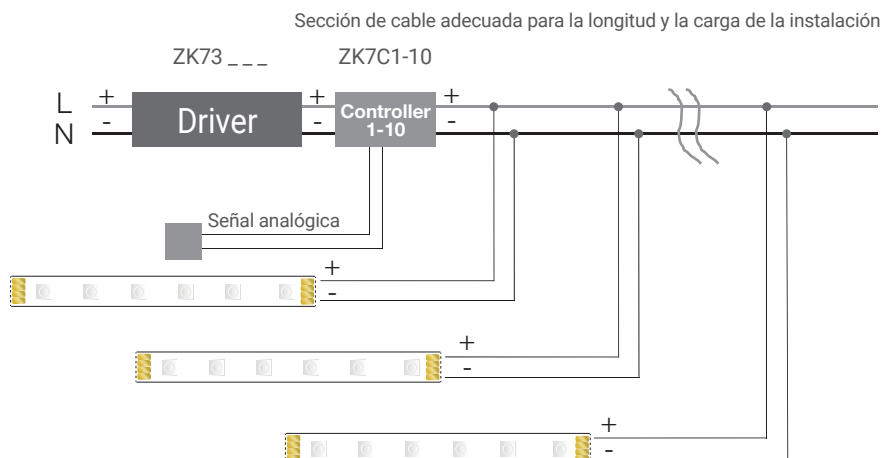 Sección de cable adecuada para la longitud y la carga de la instalación
ZK73 _ _ _ ZK7C1-10
L + + +
Driver Controller
1-10
N - - -
Señal analógica
+
-
+
-
+
-